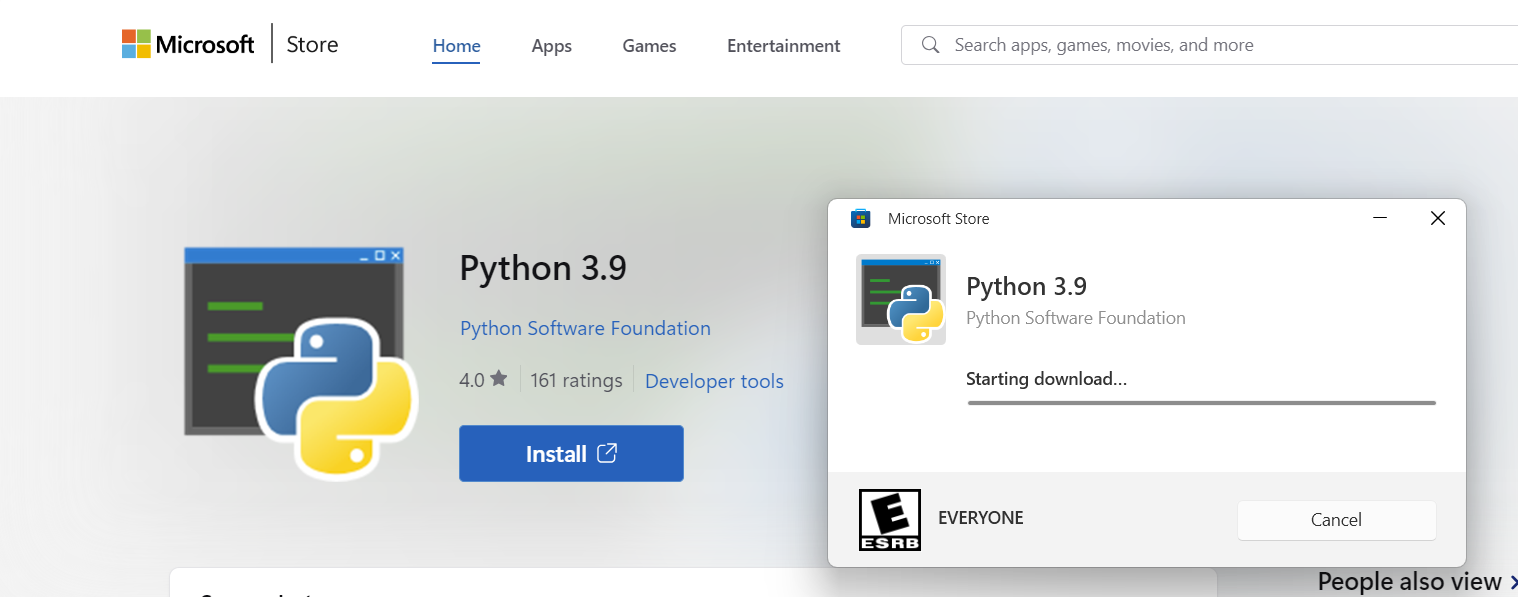 Microsoft | Store Home Apps Games Entertainment Search apps, games, movies, and more
Python 3.9
Python Software Foundation
4.0 161 ratings Developer tools
Install
Microsoft Store
Python 3.9
Python Software Foundation
Starting download...
E
ESRB
EVERYONE
Cancel
People also view